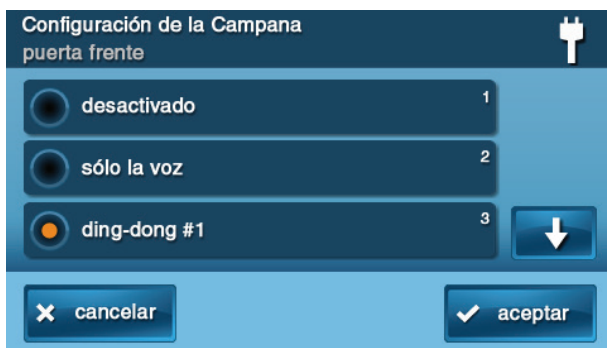 Configuración de la Campana
puerta frente
desactivado 1
sólo la voz 2
ding-dong #1 3
cancelar aceptar